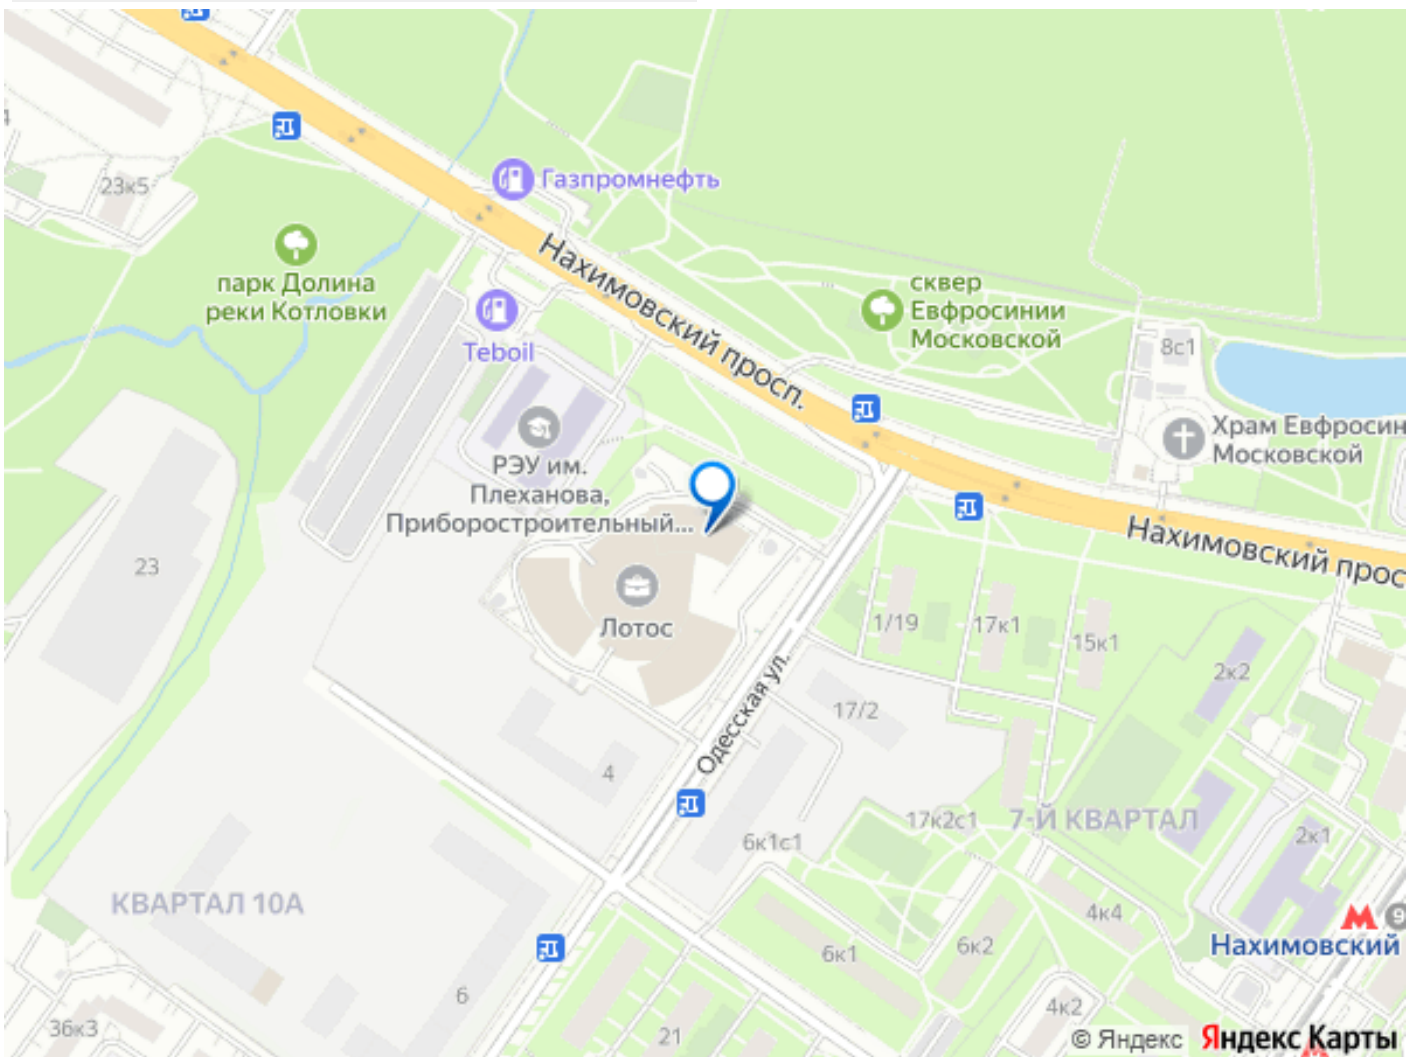 23к5
Газпромнефть
парк Долина
реки Котловки
Teboil
Нахимовский просп.
сквер
Евфросинии
Московской
8с1
Храм Евфросин
Московской
РЭУ им.
Плеханова,
Приборостроительный...
Нахимовский прос
23
Лотос
1/19
17к1
15к1
2к2
Одесская ул.
17/2
4
17к2с1
7-Й КВАРТАЛ
6к1с1
2к1
КВАРТАЛ 10А
4к4
9
Нахимовский
6к1
6к2
6
4к2
36к3
21
© Яндекс Яндекс Карты